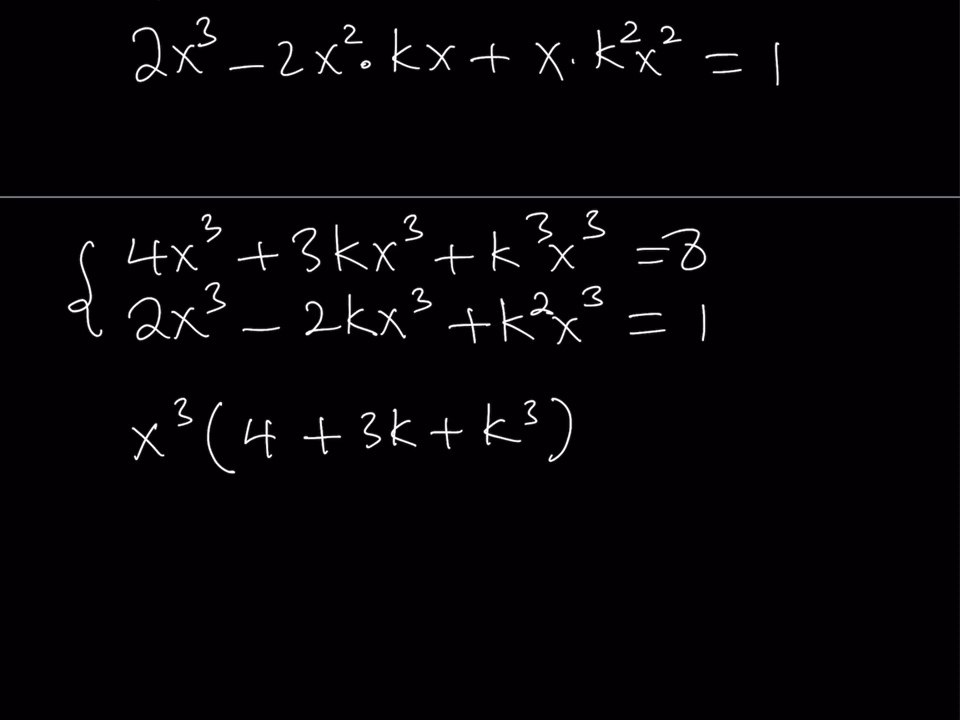 2x³ - 2x² • kx + x · k²x² = 1
{ 4x³ + 3kx³ + k³x³ = 8
2x³ - 2kx³ + k²x³ = 1
x³(4 + 3k + k³)